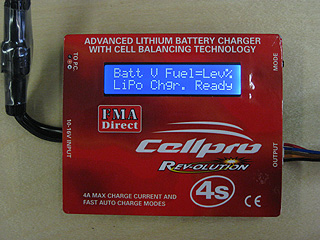 ADVANCED LITHIUM BATTERY CHARGER
WITH CELL BALANCING TECHNOLOGY
TO PC
MODE
Batt V Fuel=Lev%
LiPo Chgr. Ready
FMA
Direct
10-16V INPUT
OUTPUT
Cellpro
REV-OLUTION
4s
4A MAX CHARGE CURRENT AND
FAST AUTO CHARGE MODES
CE